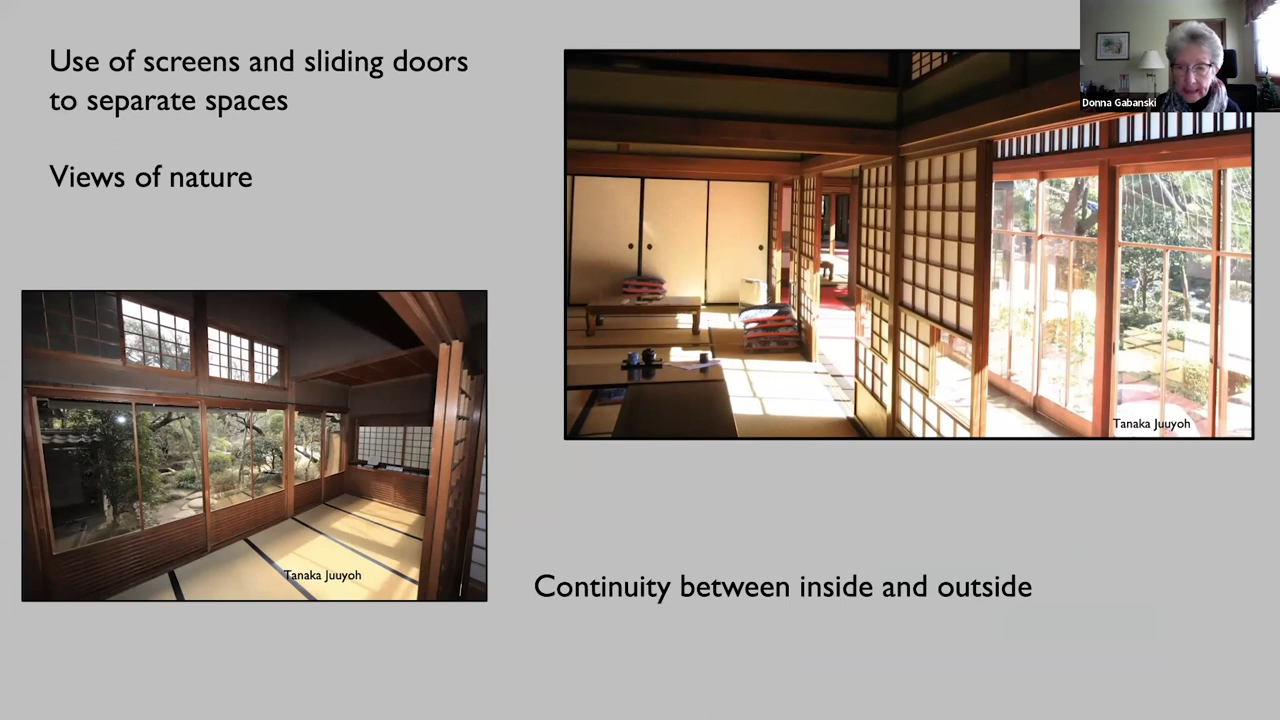 Use of screens and sliding doors
to separate spaces
Views of nature
Donna Gabanski
Tanaka Juuyoh
Tanaka Juuyoh
Continuity between inside and outside